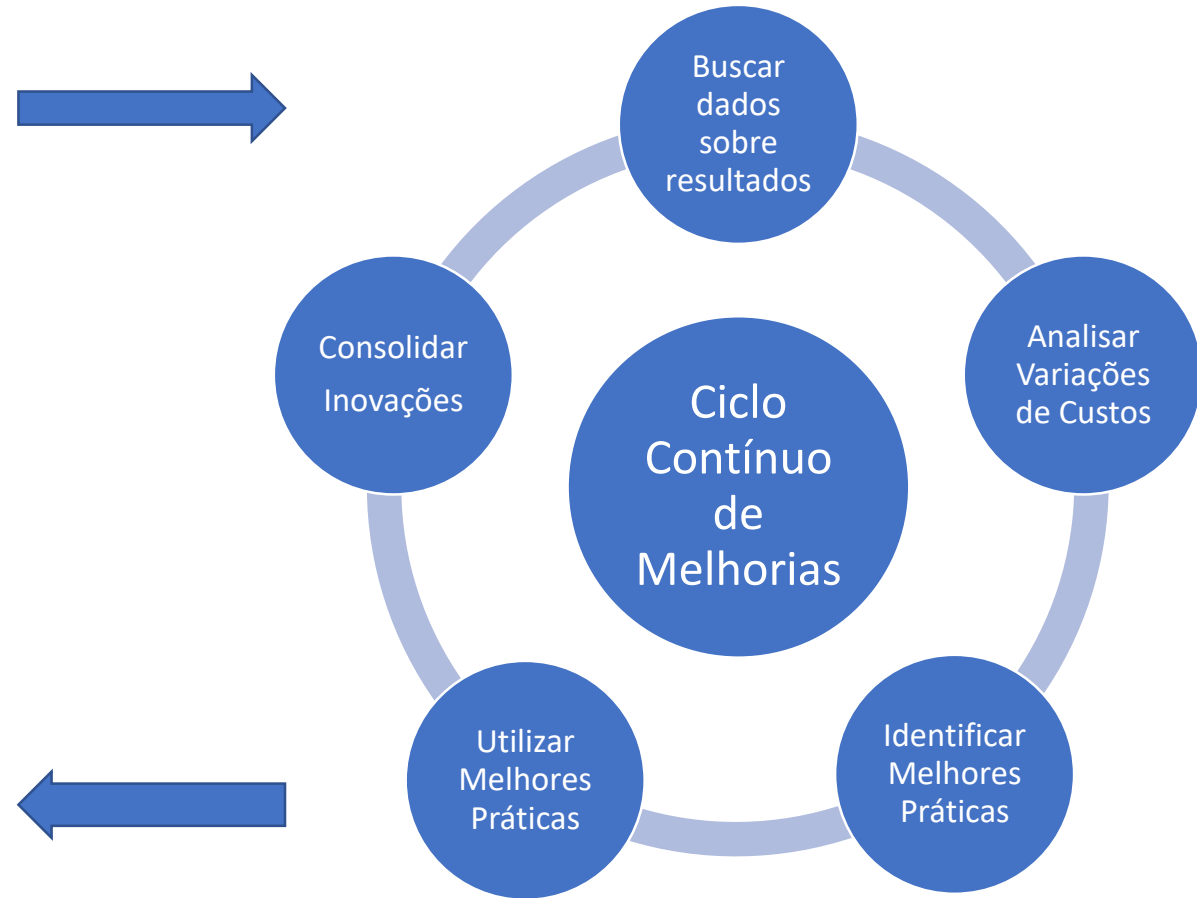 Buscar
dados
sobre
resultados
Analisar
Variações
de Custos
Identificar
Melhores
Práticas
Utilizar
Melhores
Práticas
Consolidar
Inovações
Ciclo
Contínuo
de
Melhorias